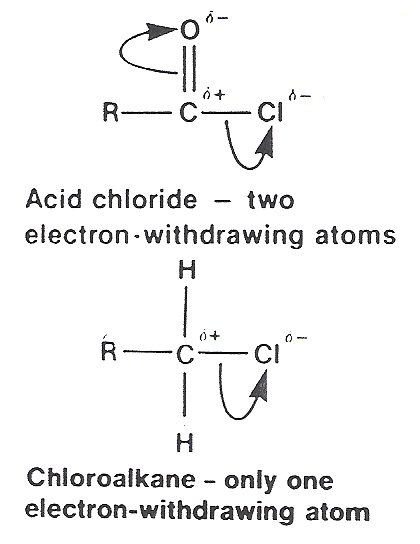 O δ−
R—C δ+ —Cl δ−
Acid chloride – two
electron-withdrawing atoms
H
R—C δ+ —Cl δ−
H
Chloroalkane – only one
electron-withdrawing atom